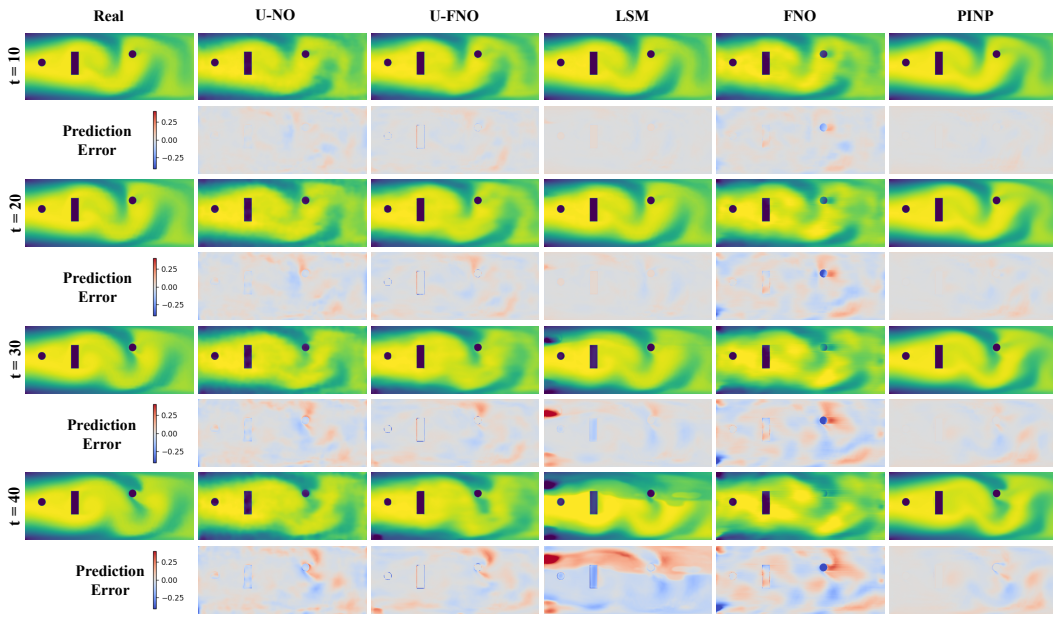 Real U-NO U-FNO LSM FNO PINP
t = 10
Prediction
Error
0.25
0.00
−0.25
t = 20
Prediction
Error
0.25
0.00
−0.25
t = 30
Prediction
Error
0.25
0.00
−0.25
t = 40
Prediction
Error
0.25
0.00
−0.25